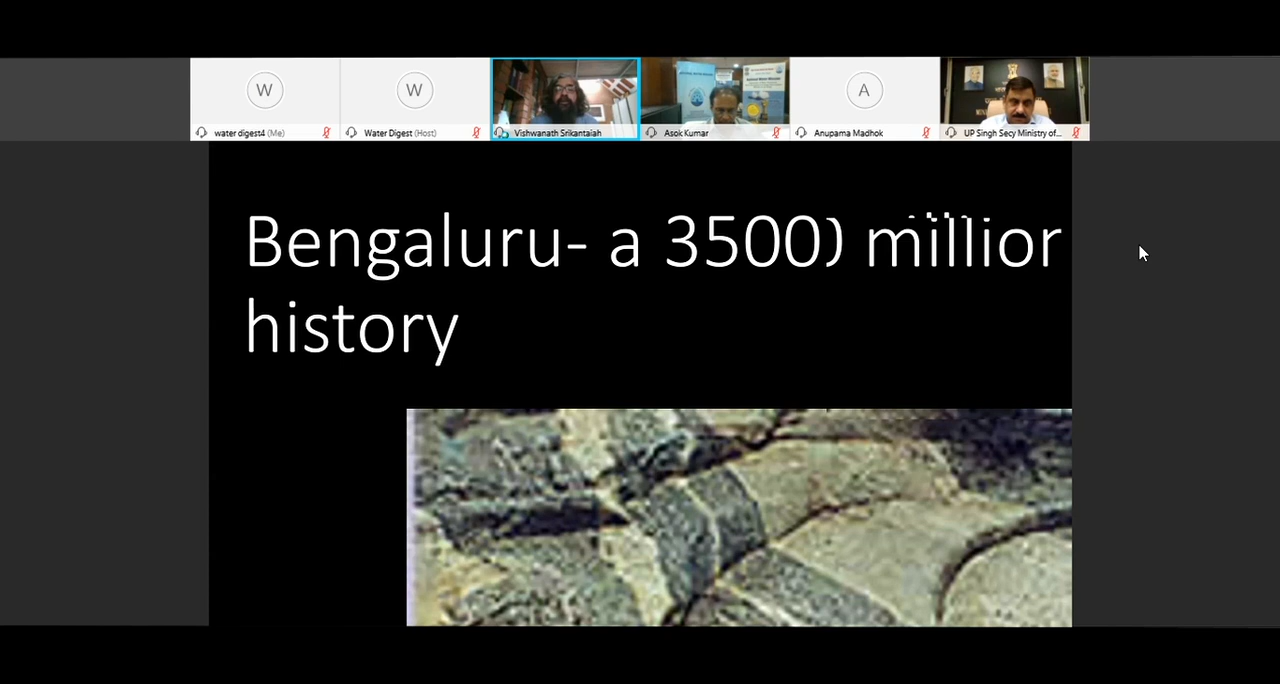 W
W
A
water digest4 (Me)
Water Digest (Host)
Vishwanath Srikantaiah
Asok Kumar
Anupama Madhok
UP Singh Secy Ministry of...
Bengaluru- a 3500) millior
history